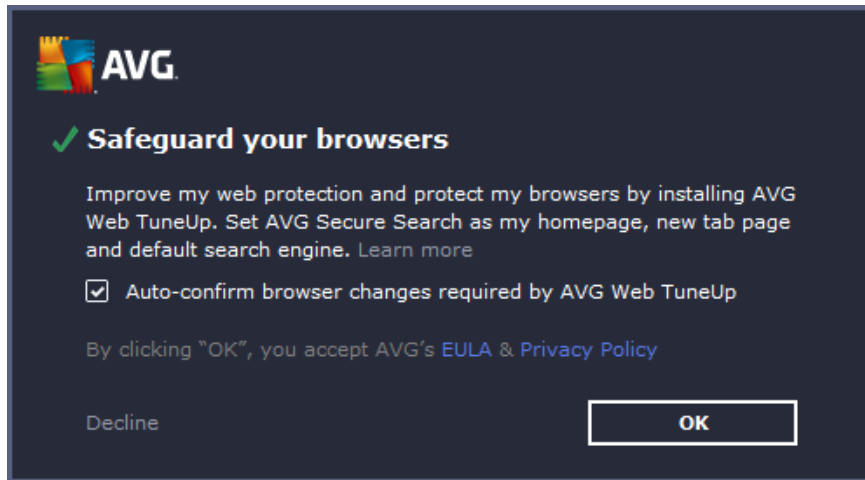 AVG.
Safeguard your browsers
Improve my web protection and protect my browsers by installing AVG
Web TuneUp. Set AVG Secure Search as my homepage, new tab page
and default search engine. Learn more
Auto-confirm browser changes required by AVG Web TuneUp
By clicking “OK”, you accept AVG’s EULA & Privacy Policy
Decline OK